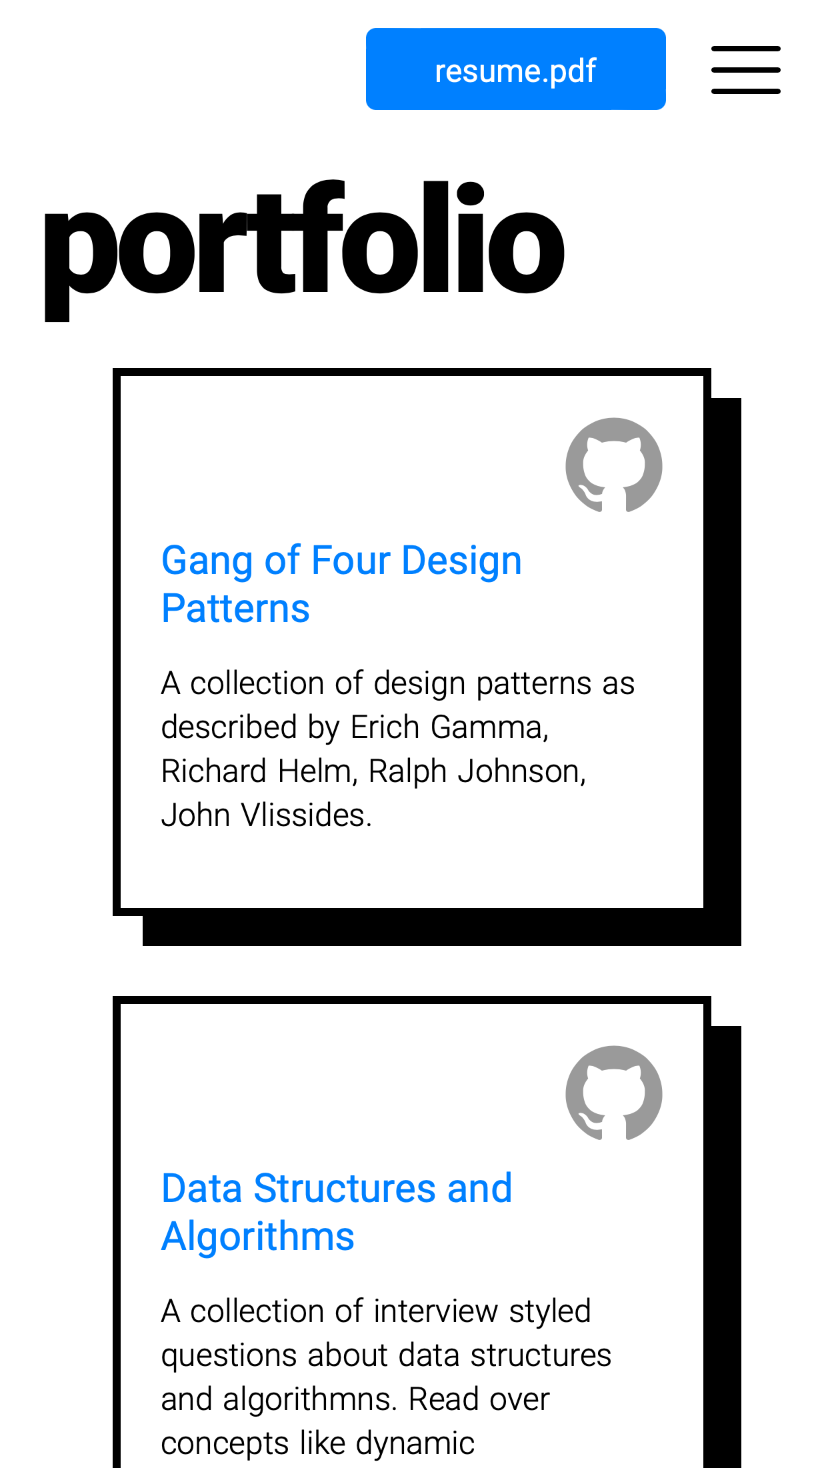 resume.pdf
portfolio
Gang of Four Design
Patterns
A collection of design patterns as
described by Erich Gamma,
Richard Helm, Ralph Johnson,
John Vlissides.
Data Structures and
Algorithms
A collection of interview styled
questions about data structures
and algorithmns. Read over
concepts like dynamic